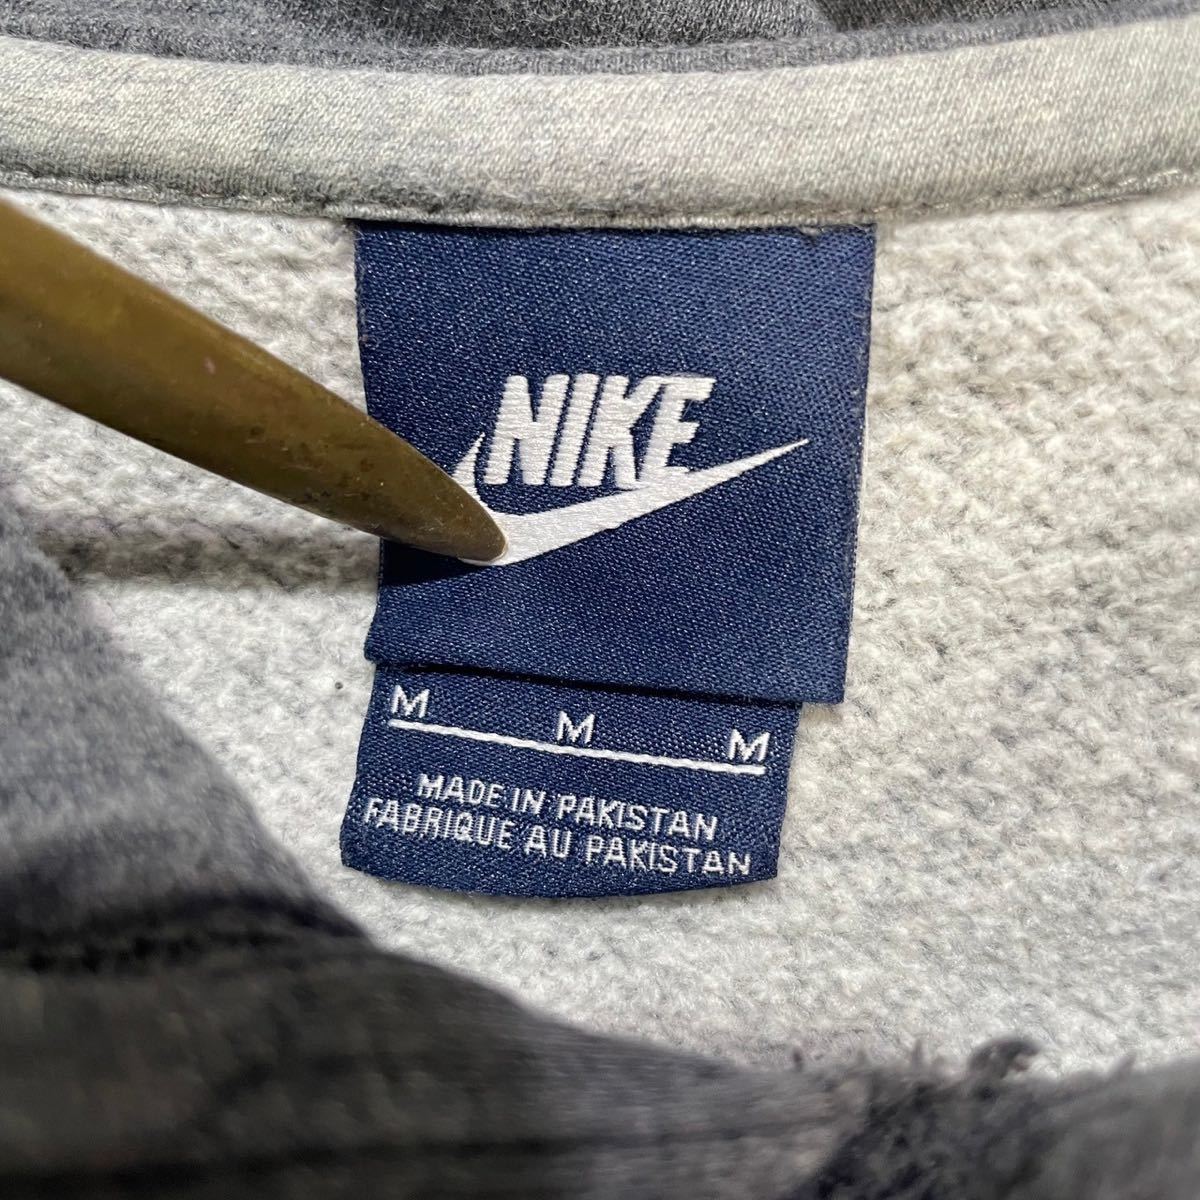 NIKE
M M M
MADE IN PAKISTAN
FABRIQUE AU PAKISTAN